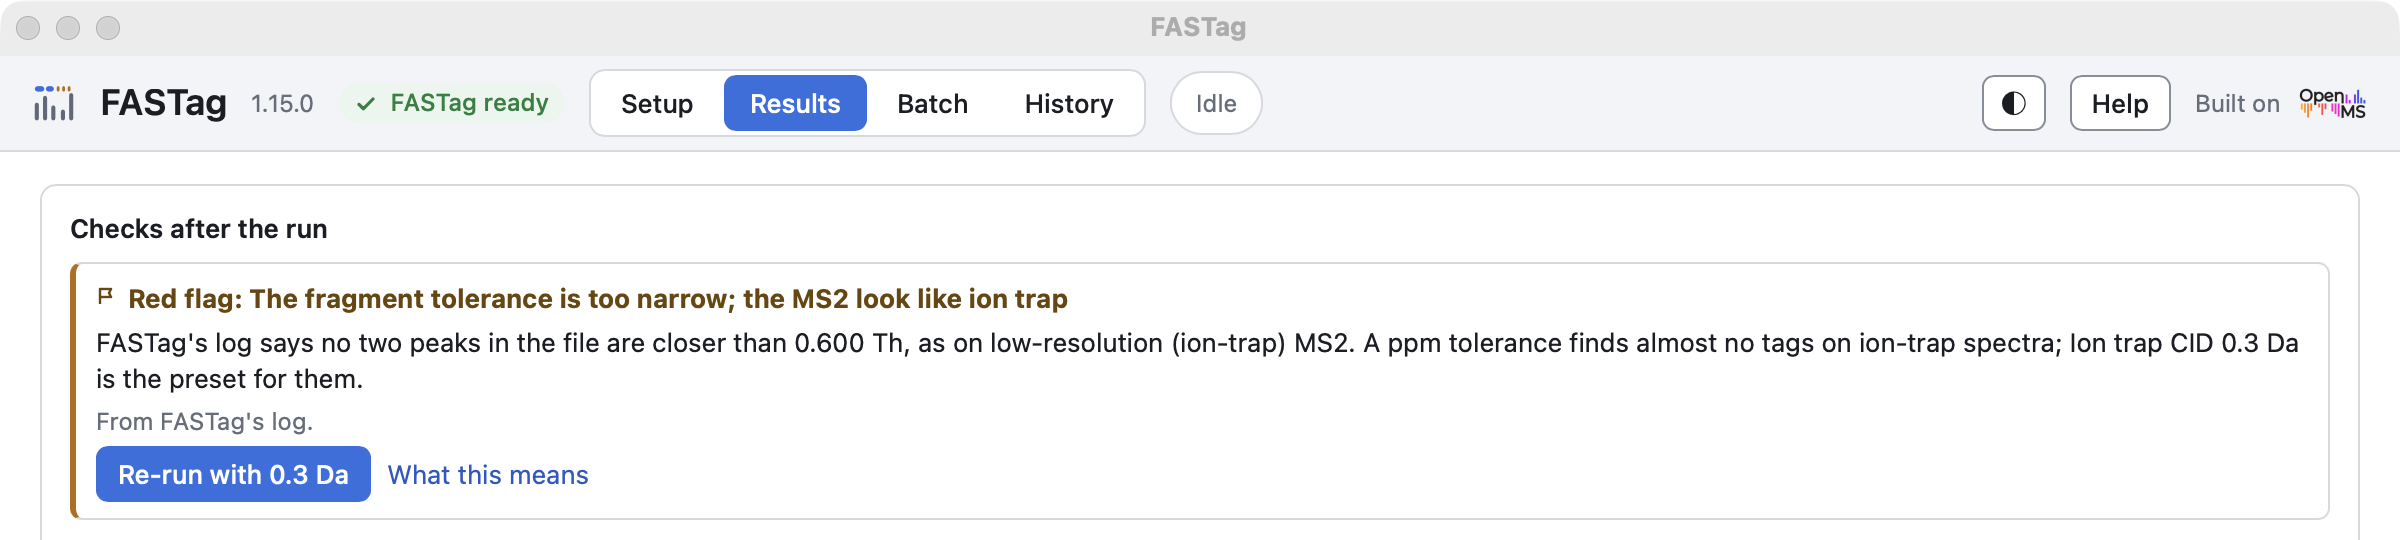 FASTag
FASTag 1.15.0 FASTag ready Setup Results Batch History Idle Help Built on OpenMS
Checks after the run
Red flag: The fragment tolerance is too narrow; the MS2 look like ion trap
FASTag's log says no two peaks in the file are closer than 0.600 Th, as on low-resolution (ion-trap) MS2. A ppm tolerance finds almost no tags on ion-trap spectra; Ion trap CID 0.3 Da
is the preset for them.
From FASTag's log.
Re-run with 0.3 Da What this means